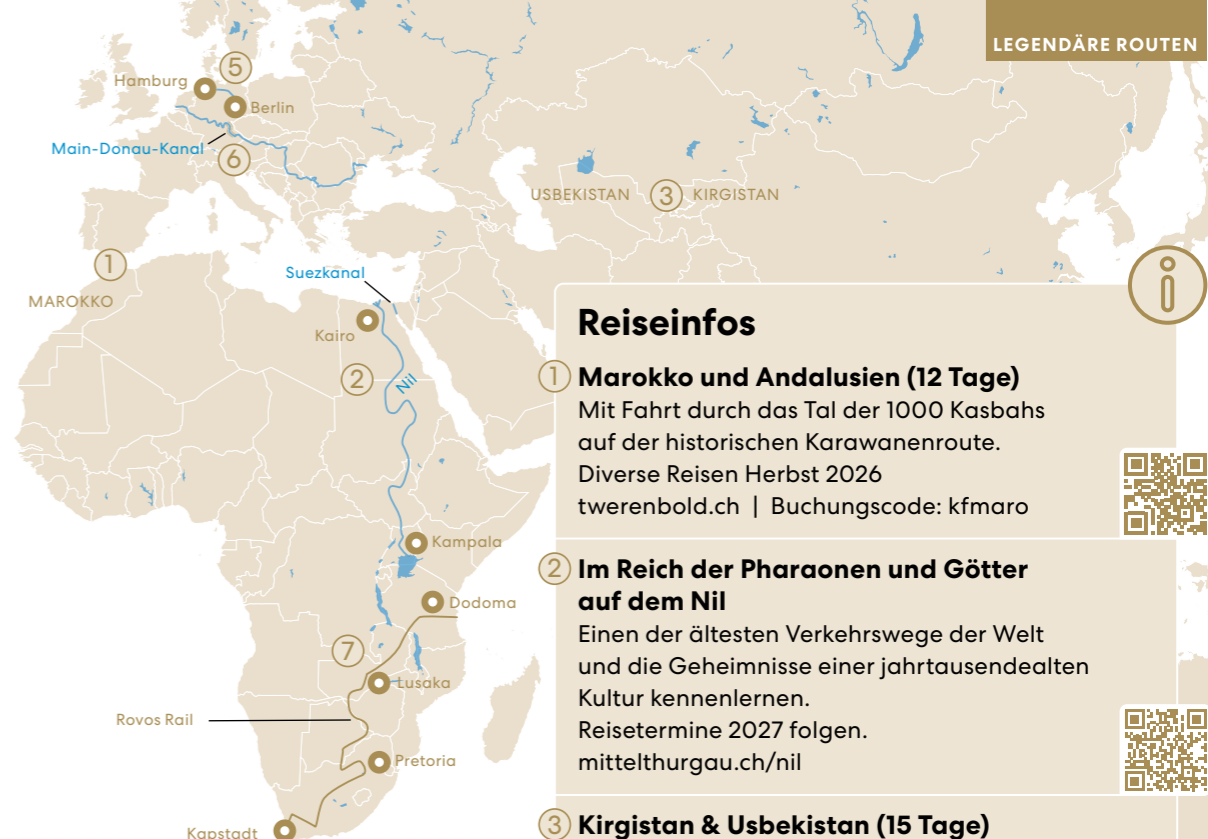 LEGENDÄRE ROUTEN
5
Hamburg
Berlin
Main-Donau-Kanal
6
USBEKISTAN
3
KIRGISTAN
1
MAROKKO
Suezkanal
Kairo
2
Nil
Kampala
Dodoma
7
Lusaka
Rovos Rail
Pretoria
Kapstadt
i
Reiseinfos
1 Marokko und Andalusien (12 Tage)
Mit Fahrt durch das Tal der 1000 Kasbahs
auf der historischen Karawanenroute.
Diverse Reisen Herbst 2026
twerenbold.ch | Buchungscode: kfmaro
2 Im Reich der Pharaonen und Götter
auf dem Nil
Einen der ältesten Verkehrswege der Welt
und die Geheimnisse einer jahrtausendealten
Kultur kennenlernen.
Reisetermine 2027 folgen.
mittelthurgau.ch/nil
3 Kirgistan & Usbekistan (15 Tage)